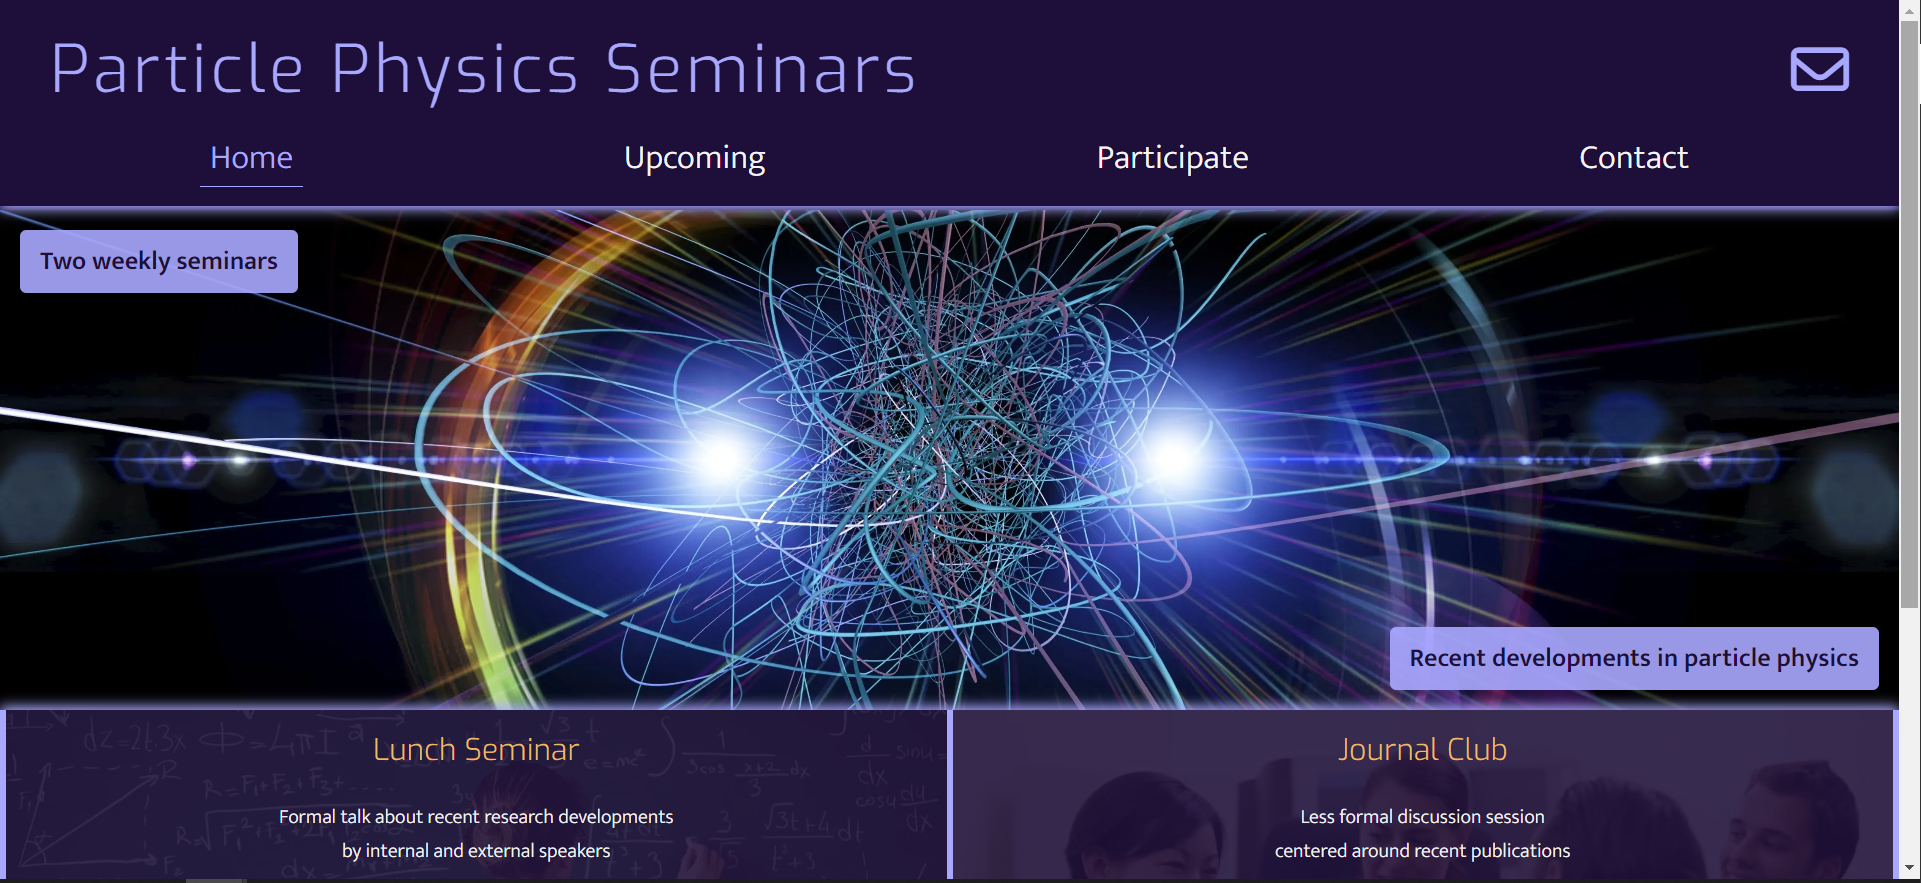 Particle Physics Seminars
Home
Upcoming
Participate
Contact
Two weekly seminars
Recent developments in particle physics
Lunch Seminar
Formal talk about recent research developments
by internal and external speakers
Journal Club
Less formal discussion session
centered around recent publications